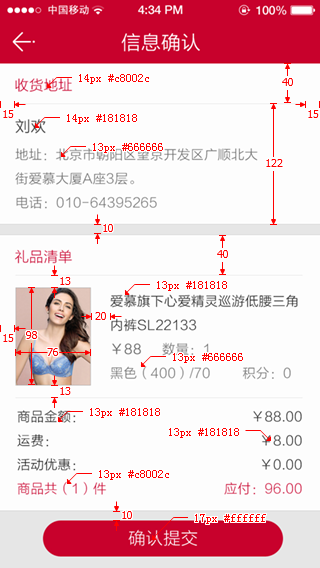 中国移动 4:34 PM 100%
信息确认
收货地址
14px #c8002c
40
15
15
刘欢
14px #181818
13px #666666
地址：北京市朝阳区望京开发区广顺北大
122
街爱慕大厦A座3层。
电话：010-64395265
10
礼品清单
40
13
13px #181818
爱慕旗下心爱精灵巡游低腰三角
20
内裤SL22133
98
15
￥88 数量：1
76
13px #666666
黑色（400）/70 积分：0
13
商品金额： ￥88.00
13px #181818
13px #181818
运费： ￥8.00
活动优惠： ￥0.00
13px #c8002c
商品共（1）件 应付：96.00
10
17px #ffffff
确认提交